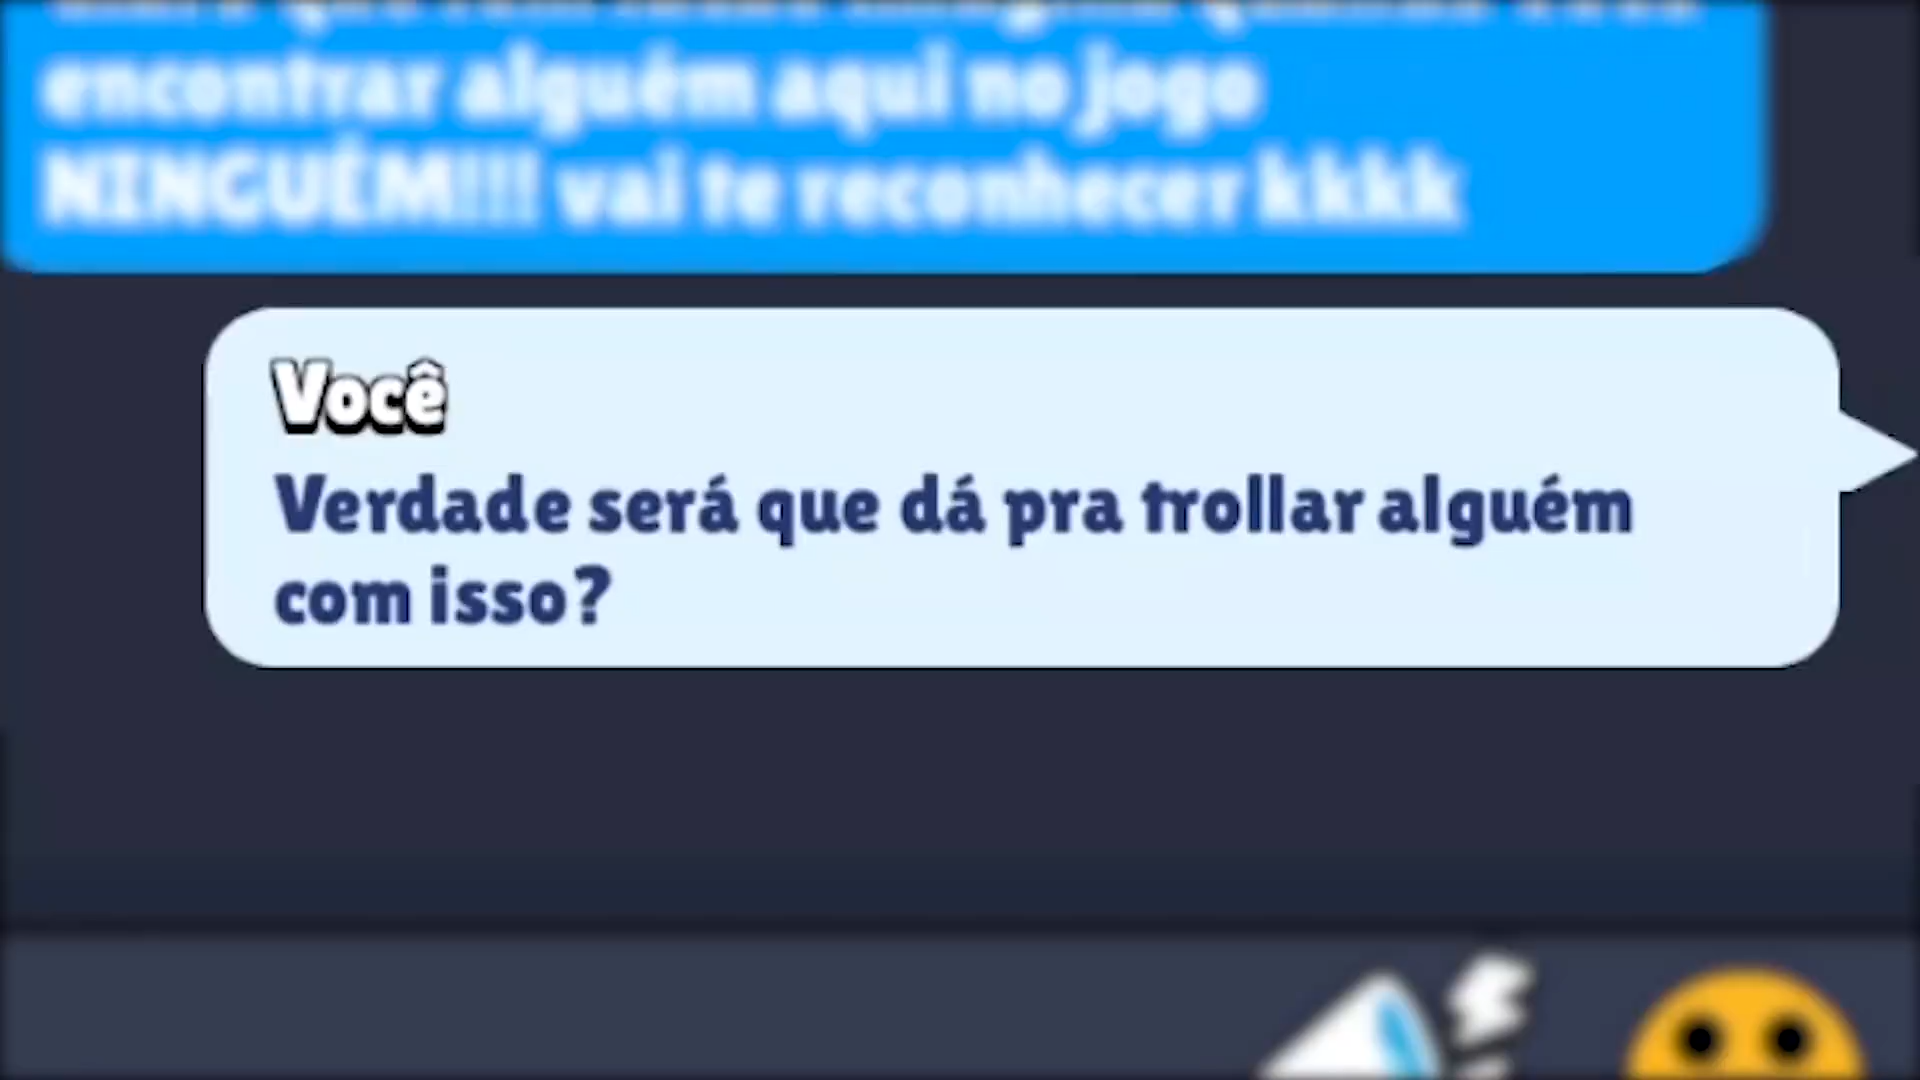 encontrar alguém aqui no jogo
NINGUÉM!!! vai te reconhecer kkkk
Você
Verdade será que dá pra trollar alguém
com isso?